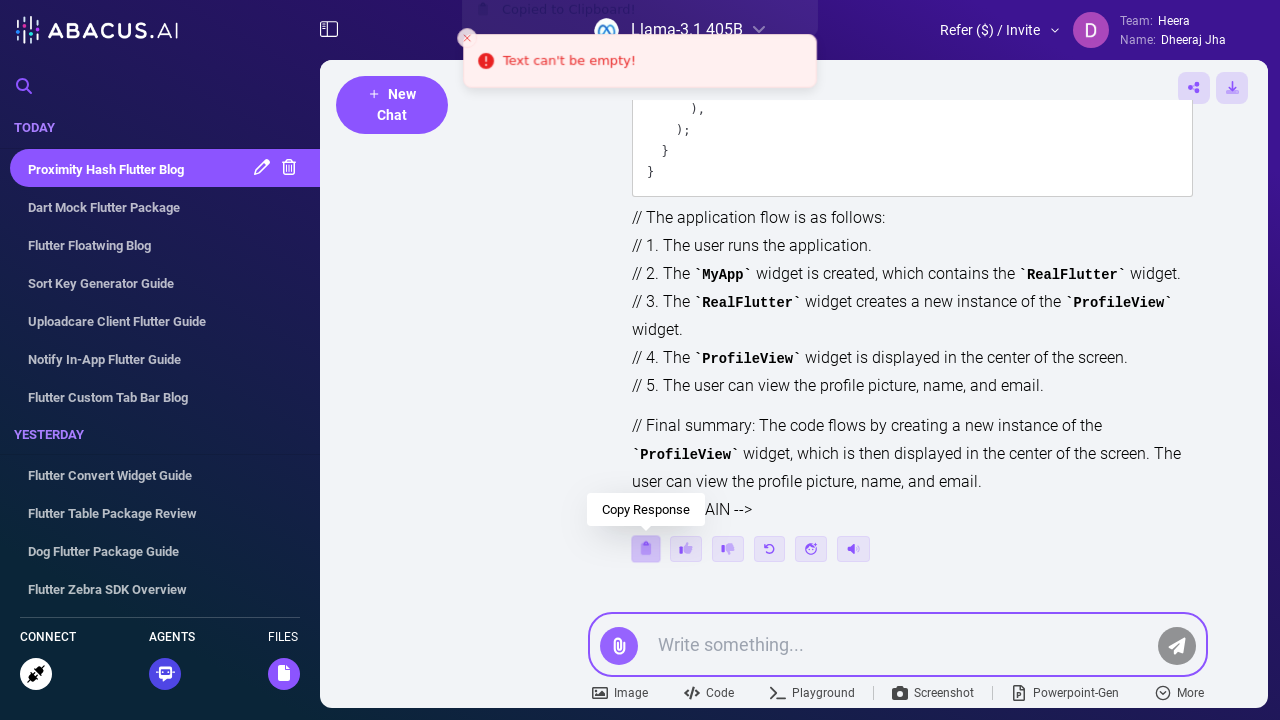 ABACUS.AI
Copied to Clipboard!
Llama-3.1 405B
Refer ($) / Invite
D
Team: Heera
Name: Dheeraj Jha
Text can't be empty!
+ New Chat
TODAY
Proximity Hash Flutter Blog
Dart Mock Flutter Package
Flutter Floatwing Blog
Sort Key Generator Guide
Uploadcare Client Flutter Guide
Notify In-App Flutter Guide
Flutter Custom Tab Bar Blog
YESTERDAY
Flutter Convert Widget Guide
Flutter Table Package Review
Dog Flutter Package Guide
Flutter Zebra SDK Overview
CONNECT
AGENTS
FILES
),
);
}
}
// The application flow is as follows:
// 1. The user runs the application.
// 2. The `MyApp` widget is created, which contains the `RealFlutter` widget.
// 3. The `RealFlutter` widget creates a new instance of the `ProfileView`
widget.
// 4. The `ProfileView` widget is displayed in the center of the screen.
// 5. The user can view the profile picture, name, and email.
// Final summary: The code flows by creating a new instance of the
`ProfileView` widget, which is then displayed in the center of the screen. The
user can view the profile picture, name, and email.
AIN -->
Copy Response
Write something...
Image
Code
Playground
Screenshot
Powerpoint-Gen
More